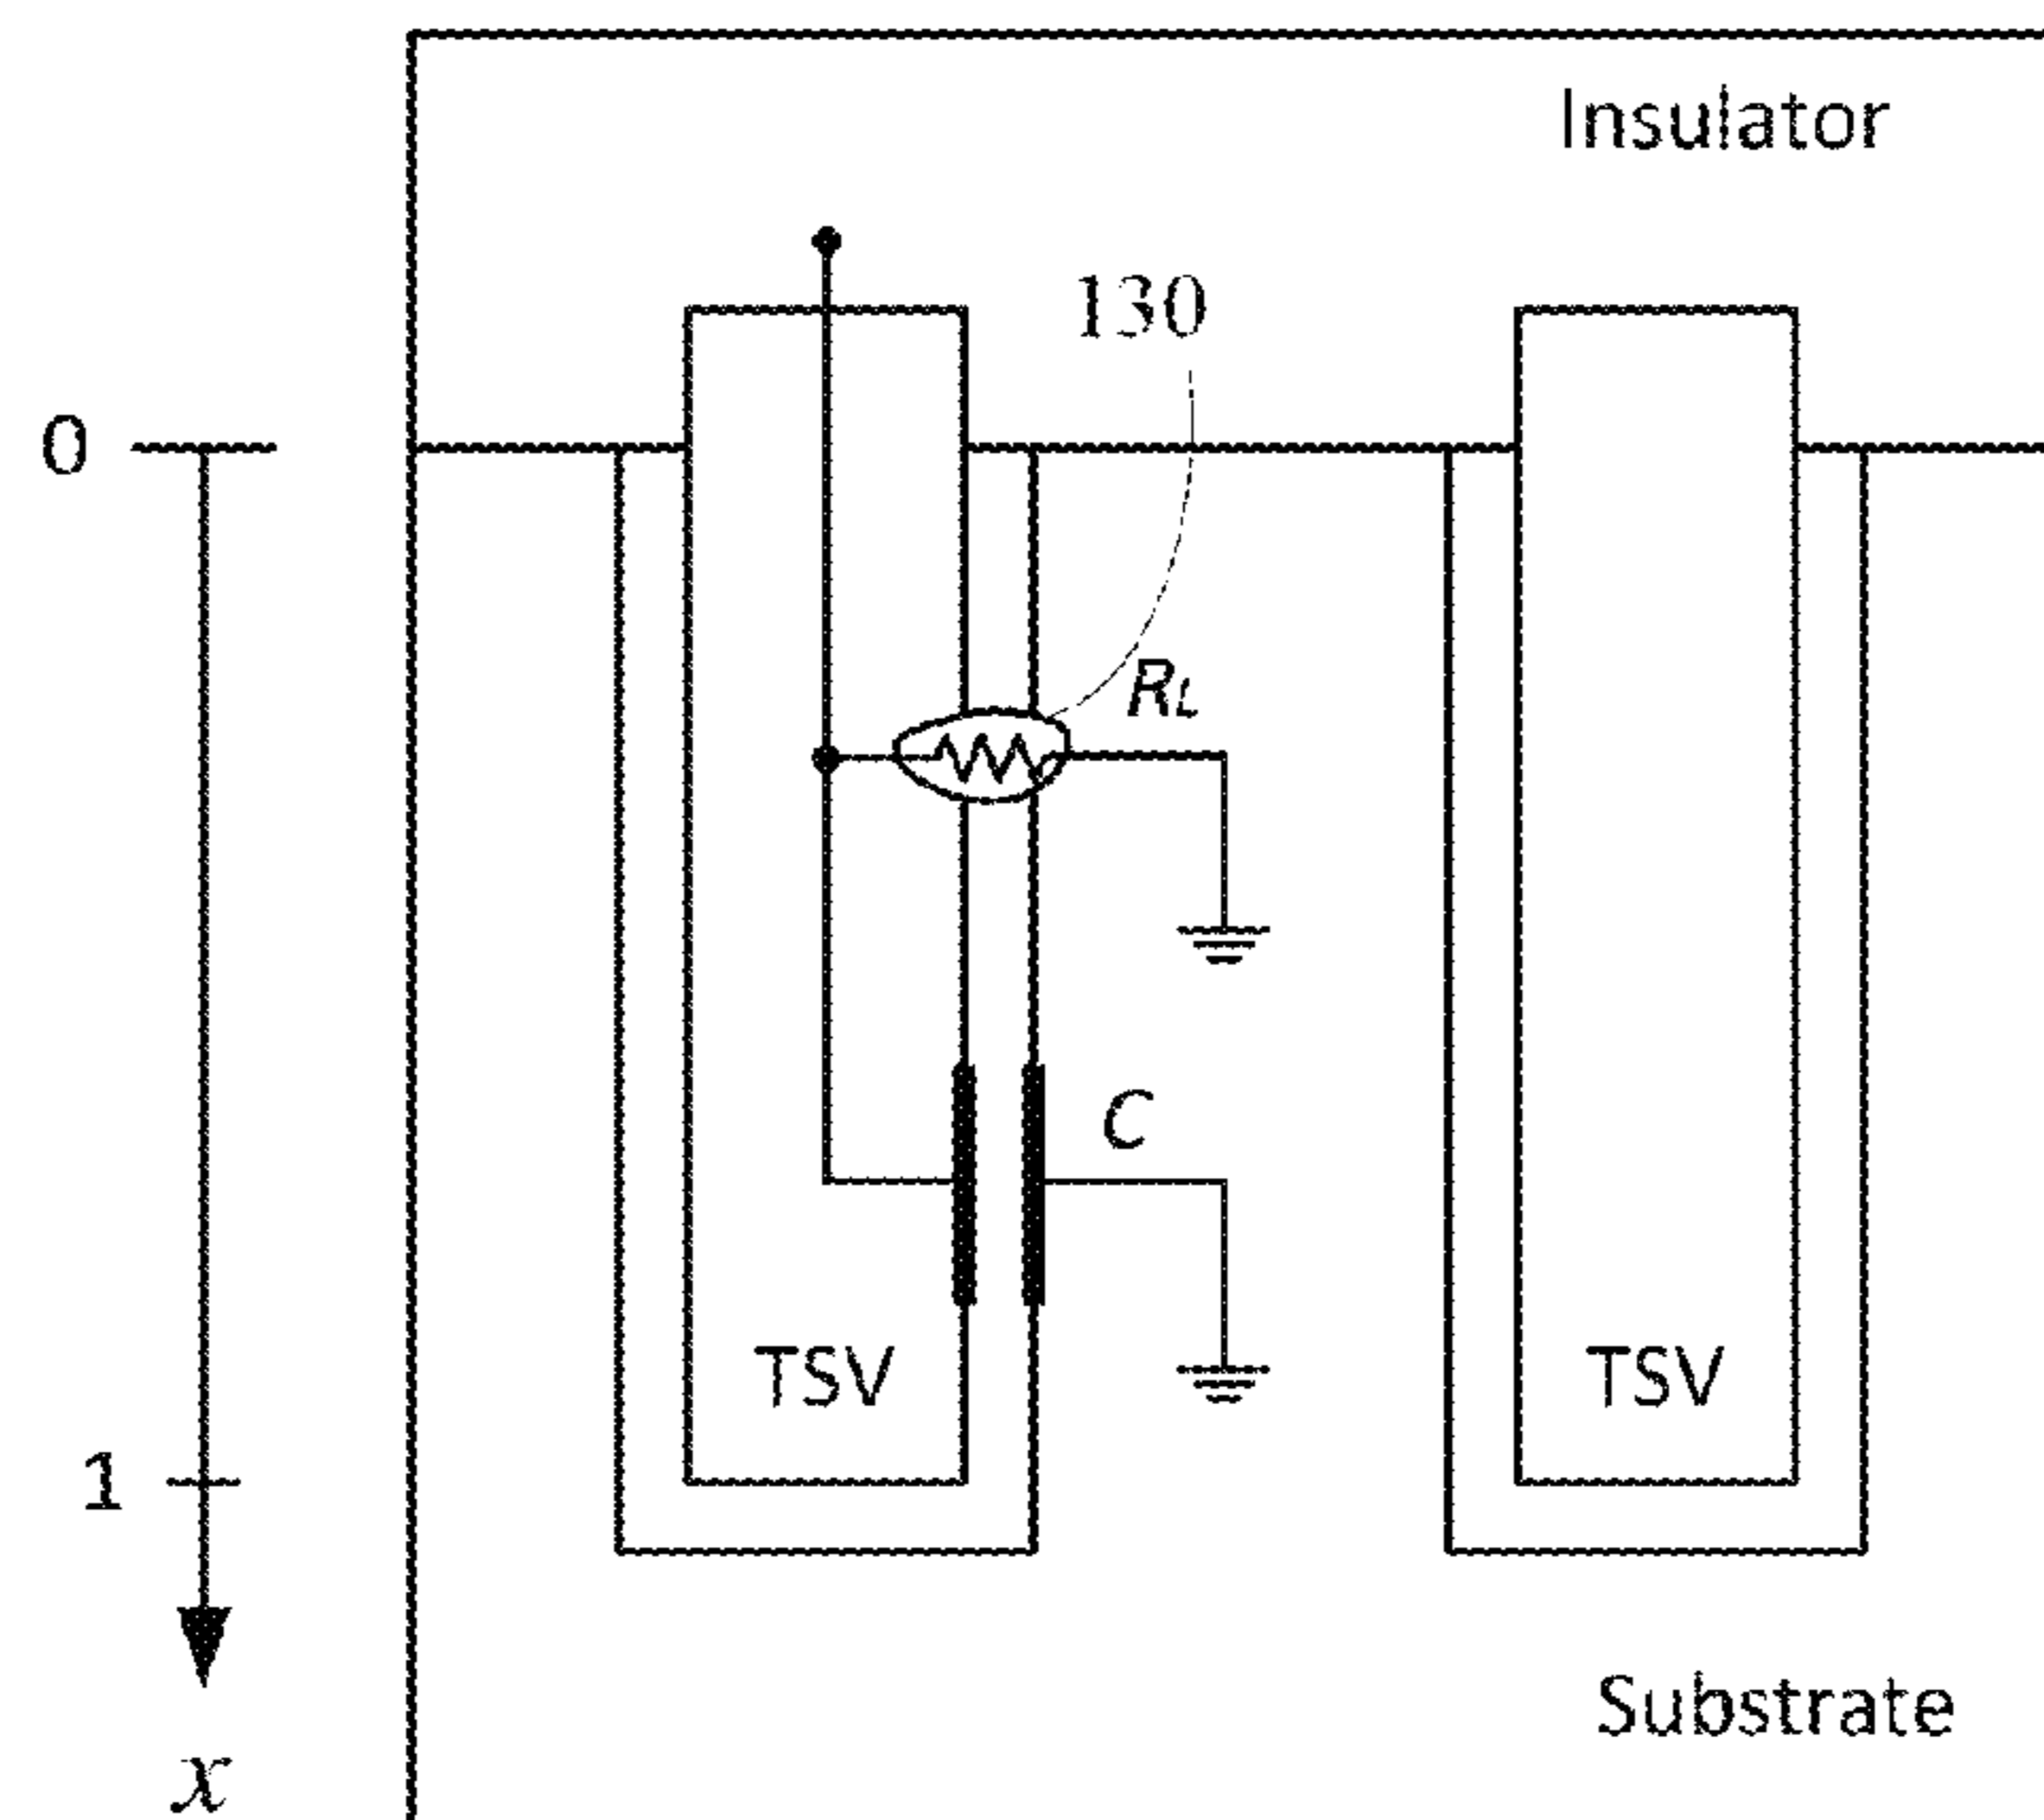 Insulator
130
0
RL
C
TSV
TSV
1
Substrate
x